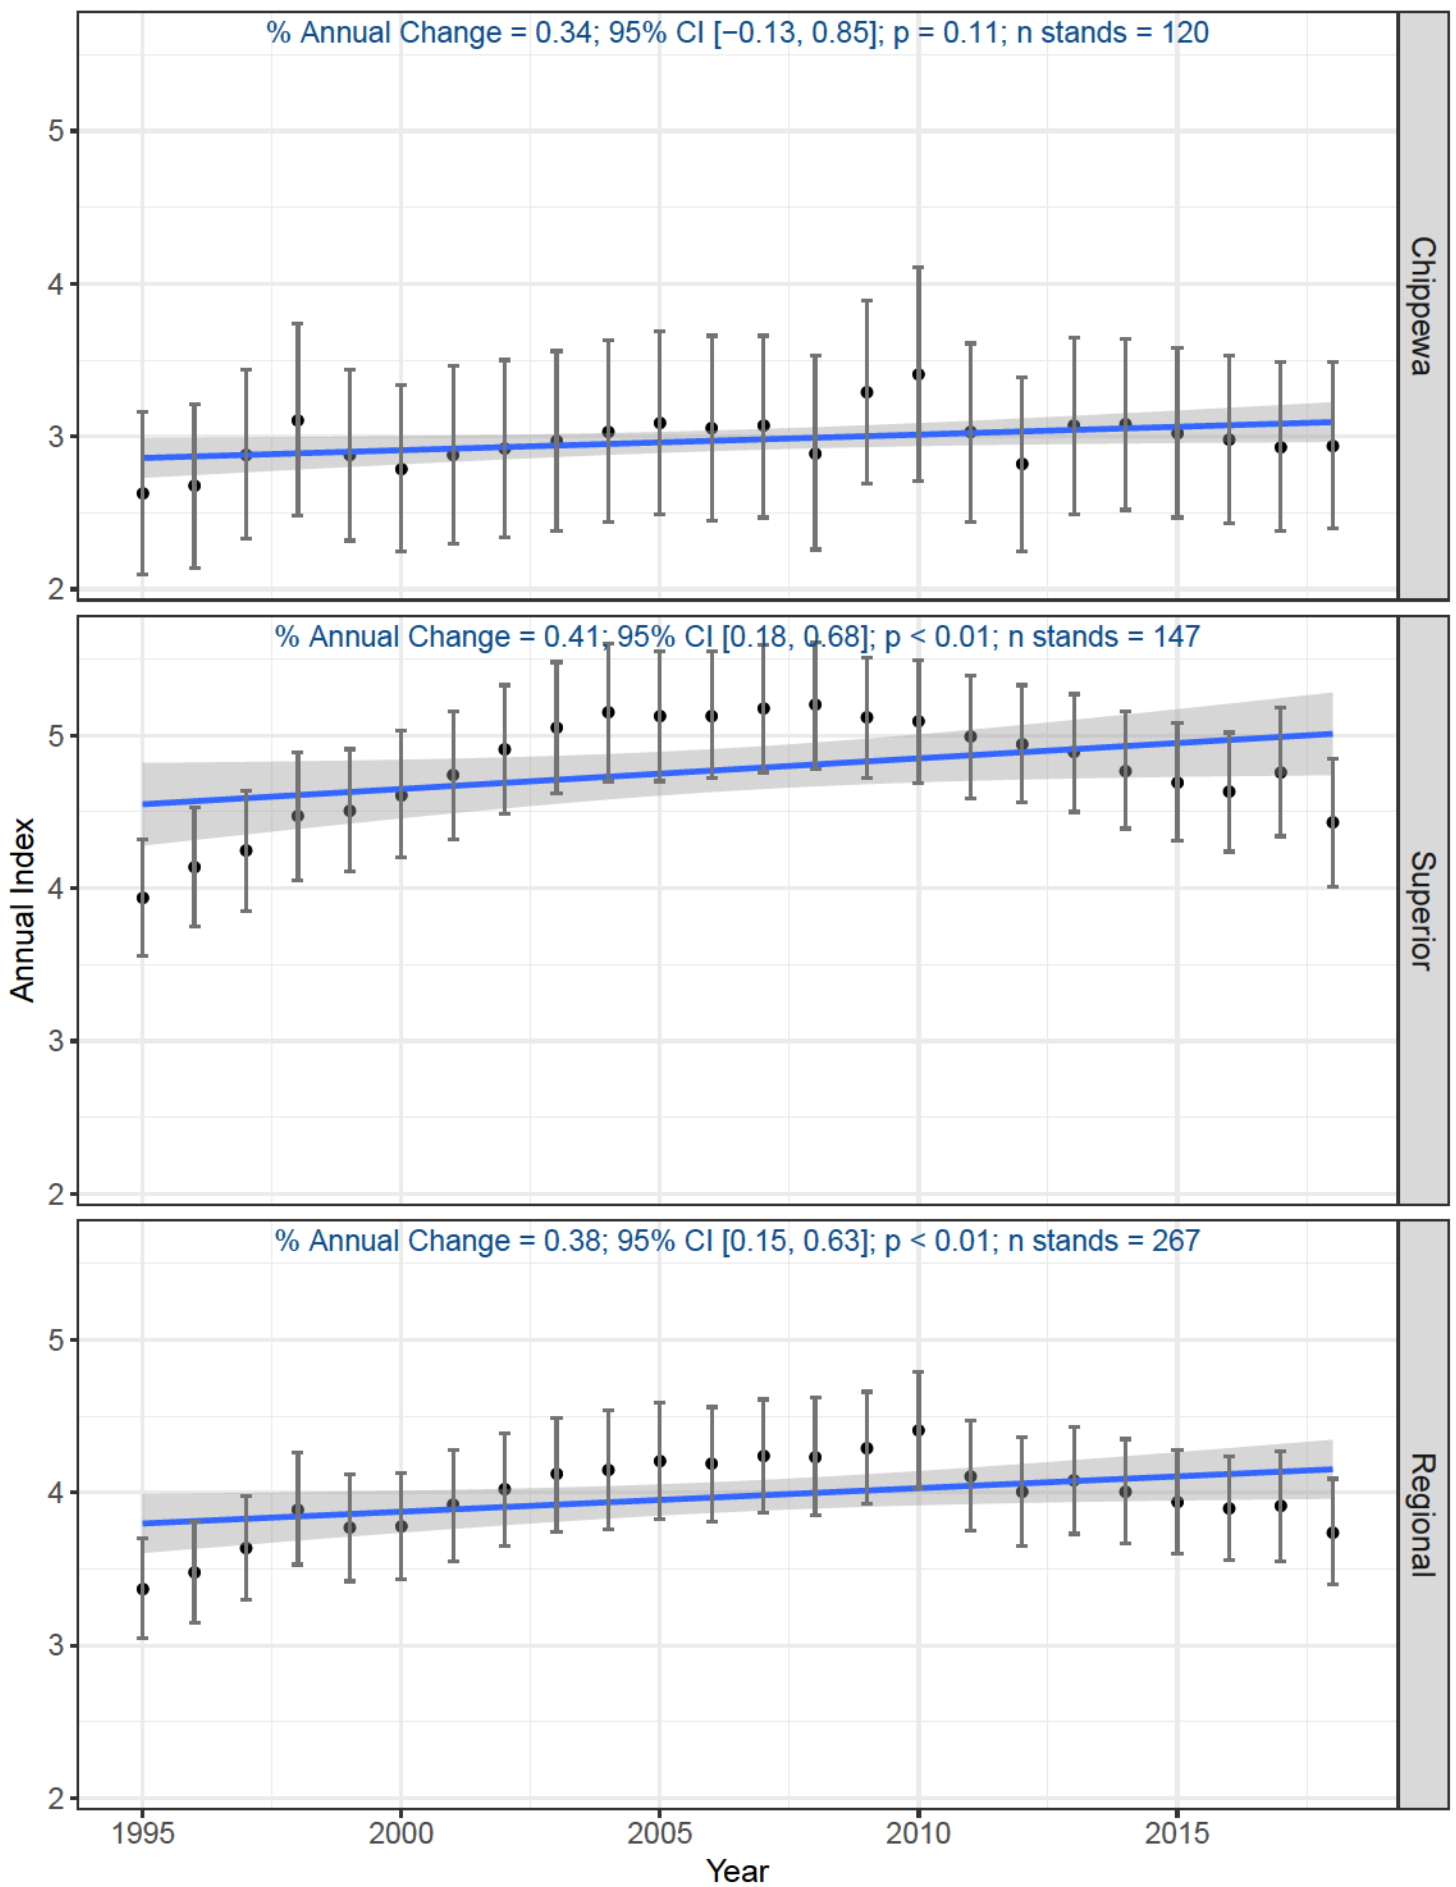 % Annual Change = 0.34; 95% CI [−0.13, 0.85]; p = 0.11; n stands = 120
5
4
3
2
Chippewa
% Annual Change = 0.41; 95% CI [0.18, 0.68]; p < 0.01; n stands = 147
5
4
3
2
Superior
Annual Index
% Annual Change = 0.38; 95% CI [0.15, 0.63]; p < 0.01; n stands = 267
5
4
3
2
Regional
1995 2000 2005 2010 2015
Year